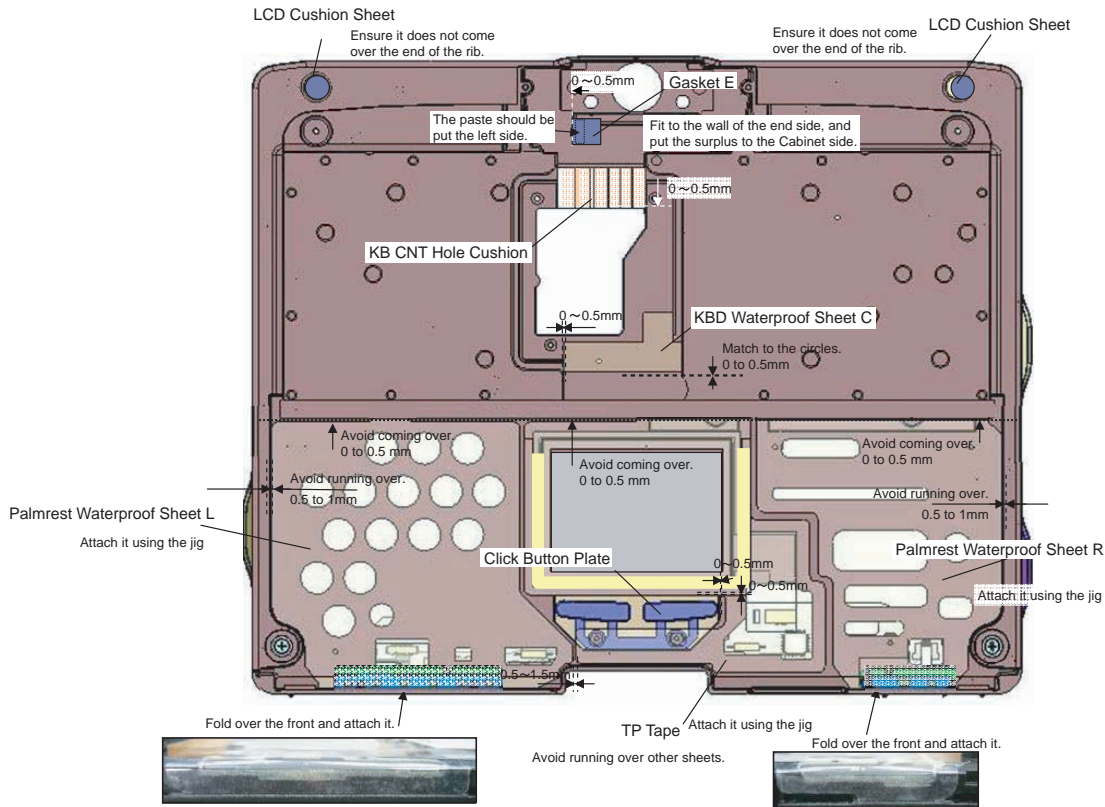 LCD Cushion Sheet
Ensure it does not come
over the end of the rib.
Ensure it does not come
over the end of the rib.
LCD Cushion Sheet
0～0.5mm
Gasket E
The paste should be
put the left side.
Fit to the wall of the end side, and
put the surplus to the Cabinet side.
0～0.5mm
KB CNT Hole Cushion
0～0.5mm
KBD Waterproof Sheet C
Match to the circles.
0 to 0.5mm
Avoid coming over.
0 to 0.5 mm
Avoid coming over.
0 to 0.5 mm
Avoid coming over.
0 to 0.5 mm
Avoid running over.
0.5 to 1mm
Avoid running over.
0.5 to 1mm
Palmrest Waterproof Sheet L
Attach it using the jig
Click Button Plate
0～0.5mm
0～0.5mm
Palmrest Waterproof Sheet R
Attach it using the jig
0.5～1.5mm
Fold over the front and attach it.
TP Tape
Attach it using the jig
Avoid running over other sheets.
Fold over the front and attach it.